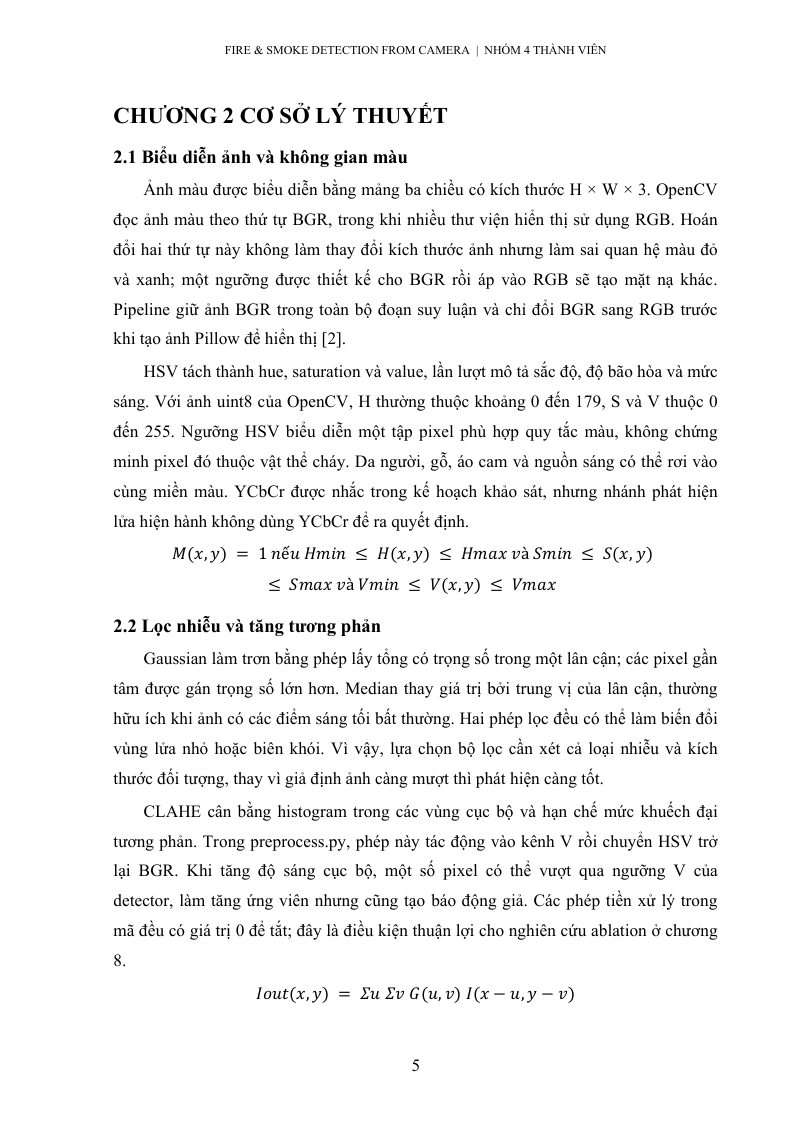 FIRE & SMOKE DETECTION FROM CAMERA | NHÓM 4 THÀNH VIÊN
CHƯƠNG 2 CƠ SỞ LÝ THUYẾT
2.1 Biểu diễn ảnh và không gian màu
Ảnh màu được biểu diễn bằng mảng ba chiều có kích thước H × W × 3. OpenCV
đọc ảnh màu theo thứ tự BGR, trong khi nhiều thư viện hiển thị sử dụng RGB. Hoán
đổi hai thứ tự này không làm thay đổi kích thước ảnh nhưng làm sai quan hệ màu đỏ
và xanh; một ngưỡng được thiết kế cho BGR rồi áp vào RGB sẽ tạo mặt nạ khác.
Pipeline giữ ảnh BGR trong toàn bộ đoạn suy luận và chỉ đổi BGR sang RGB trước
khi tạo ảnh Pillow để hiển thị [2].
HSV tách thành hue, saturation và value, lần lượt mô tả sắc độ, độ bão hòa và mức
sáng. Với ảnh uint8 của OpenCV, H thường thuộc khoảng 0 đến 179, S và V thuộc 0
đến 255. Ngưỡng HSV biểu diễn một tập pixel phù hợp quy tắc màu, không chứng
minh pixel đó thuộc vật thể cháy. Da người, gỗ, áo cam và nguồn sáng có thể rơi vào
cùng miền màu. YCbCr được nhắc trong kế hoạch khảo sát, nhưng nhánh phát hiện
lửa hiện hành không dùng YCbCr để ra quyết định.
M(x,y) = 1 nếu Hmin ≤ H(x,y) ≤ Hmax và Smin ≤ S(x,y)
≤ Smax và Vmin ≤ V(x,y) ≤ Vmax
2.2 Lọc nhiễu và tăng tương phản
Gaussian làm trơn bằng phép lấy tổng có trọng số trong một lân cận; các pixel gần
tâm được gán trọng số lớn hơn. Median thay giá trị bởi trung vị của lân cận, thường
hữu ích khi ảnh có các điểm sáng tối bất thường. Hai phép lọc đều có thể làm biến đổi
vùng lửa nhỏ hoặc biên khói. Vì vậy, lựa chọn bộ lọc cần xét cả loại nhiễu và kích
thước đối tượng, thay vì giả định ảnh càng mượt thì phát hiện càng tốt.
CLAHE cân bằng histogram trong các vùng cục bộ và hạn chế mức khuếch đại
tương phản. Trong preprocess.py, phép này tác động vào kênh V rồi chuyển HSV trở
lại BGR. Khi tăng độ sáng cục bộ, một số pixel có thể vượt qua ngưỡng V của
detector, làm tăng ứng viên nhưng cũng tạo báo động giả. Các phép tiền xử lý trong
mã đều có giá trị 0 để tắt; đây là điều kiện thuận lợi cho nghiên cứu ablation ở chương
8.
Iout(x,y) = Σu Σv G(u,v) I(x − u,y − v)
5